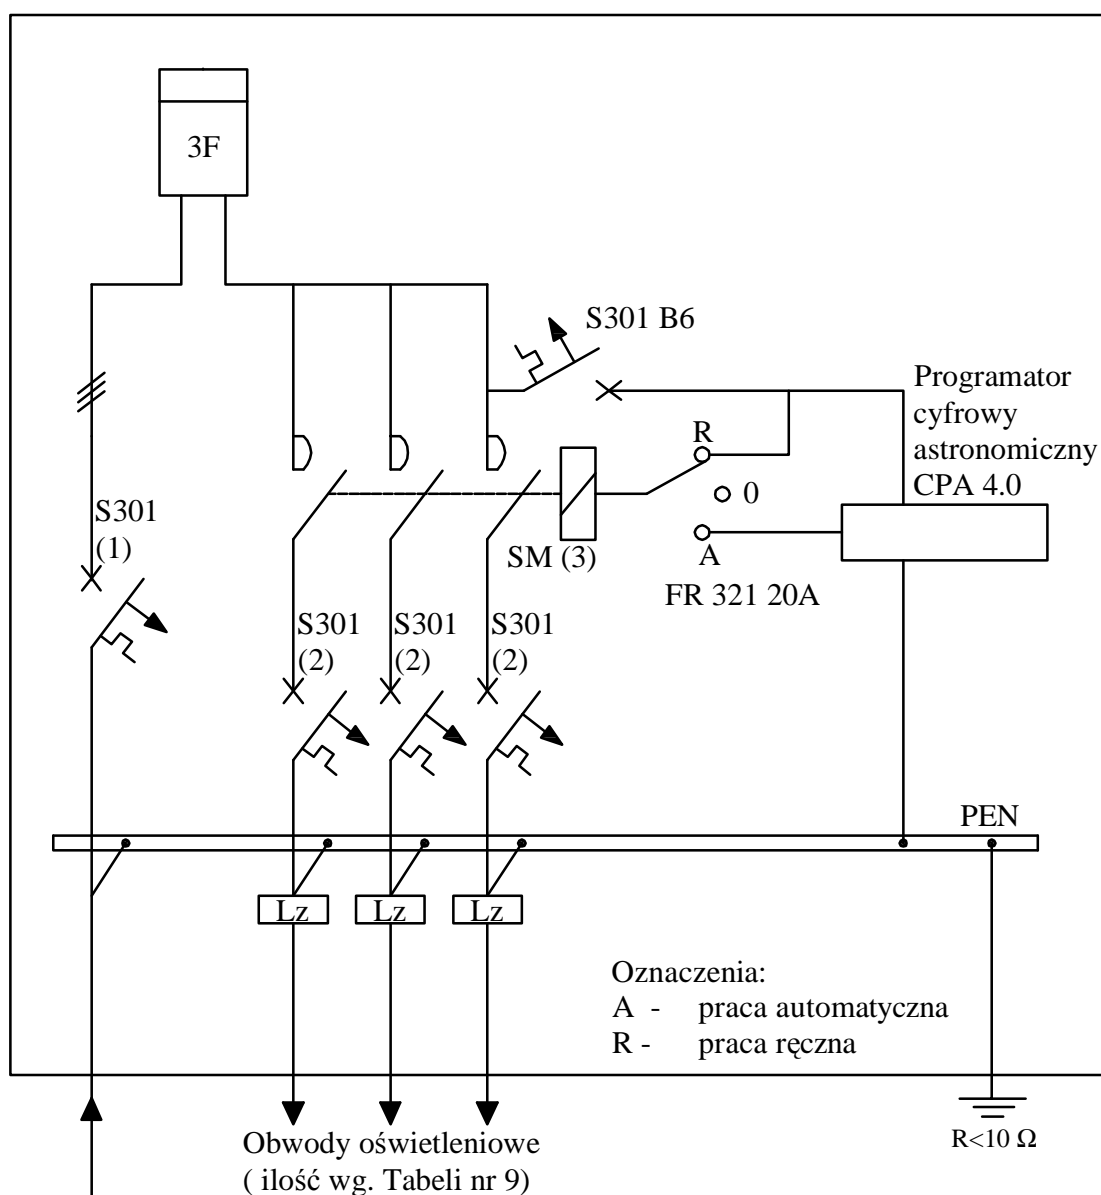 3F
S301 B6
Programator
cyfrowy
astronomiczny
CPA 4.0
R
0
A
S301
(1)
SM (3)
FR 321 20A
S301
(2)
S301
(2)
S301
(2)
PEN
Lz
Lz
Lz
Oznaczenia:
A - praca automatyczna
R - praca ręczna
Obwody oświetleniowe
( ilość wg. Tabeli nr 9)
R<10 Ω